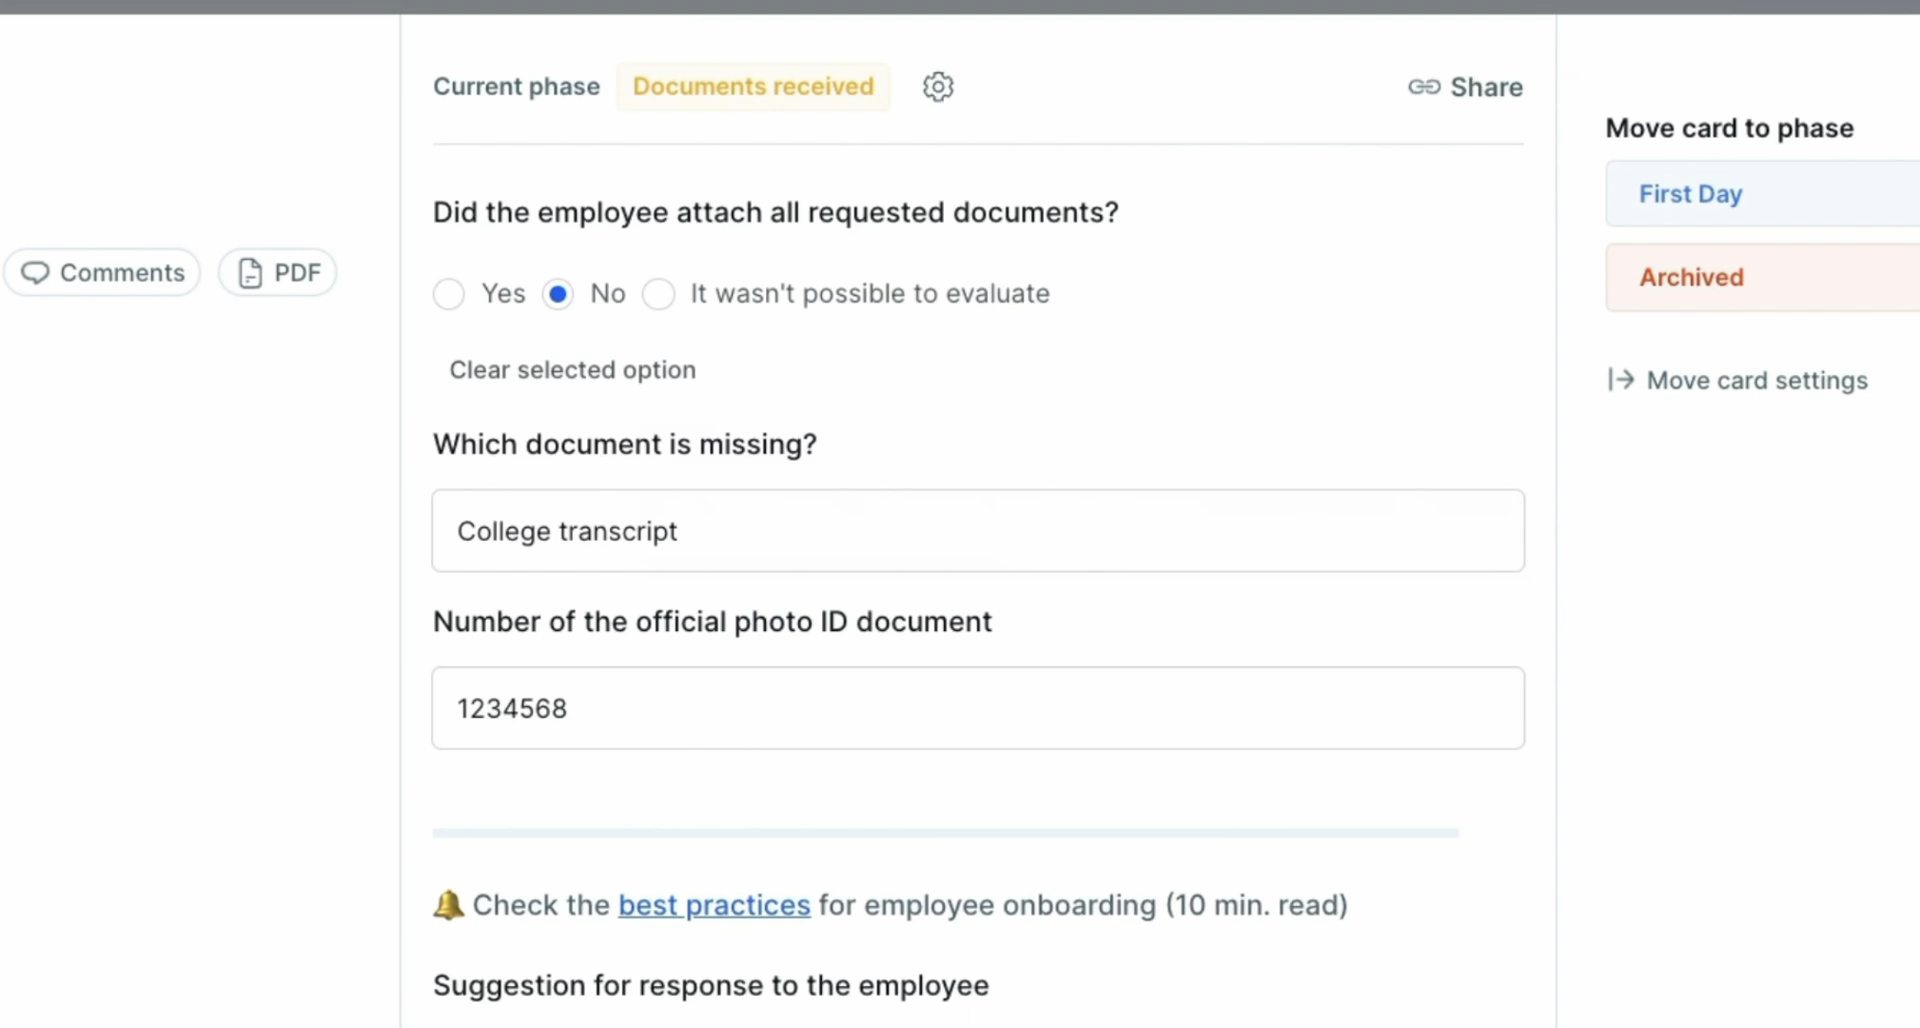 Current phase Documents received Share
Move card to phase
First Day
Did the employee attach all requested documents?
Comments PDF
Archived
Yes No It wasn't possible to evaluate
Clear selected option
Move card settings
Which document is missing?
College transcript
Number of the official photo ID document
1234568
Check the best practices for employee onboarding (10 min. read)
Suggestion for response to the employee